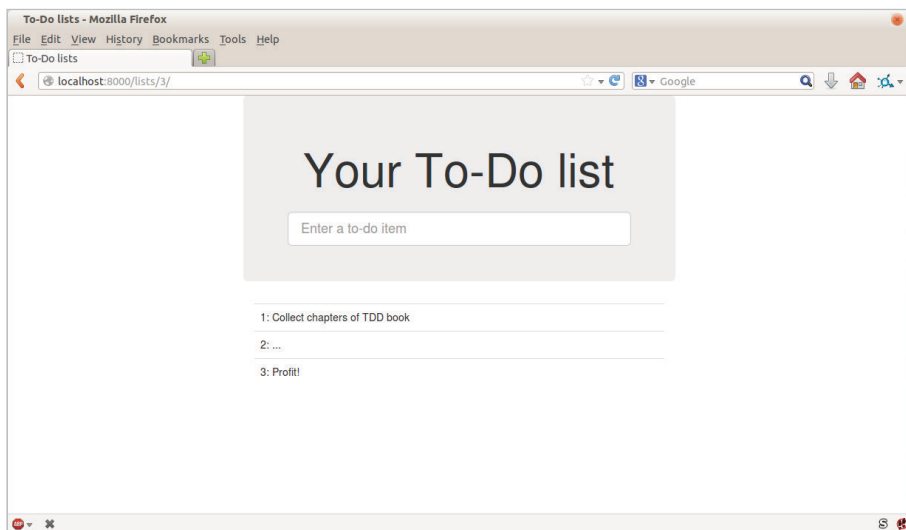 To-Do lists - Mozilla Firefox
File Edit View History Bookmarks Tools Help
To-Do lists
localhost:8000/lists/3/ Google
Your To-Do list
Enter a to-do item
1: Collect chapters of TDD book
2: ...
3: Profit!
ABP S